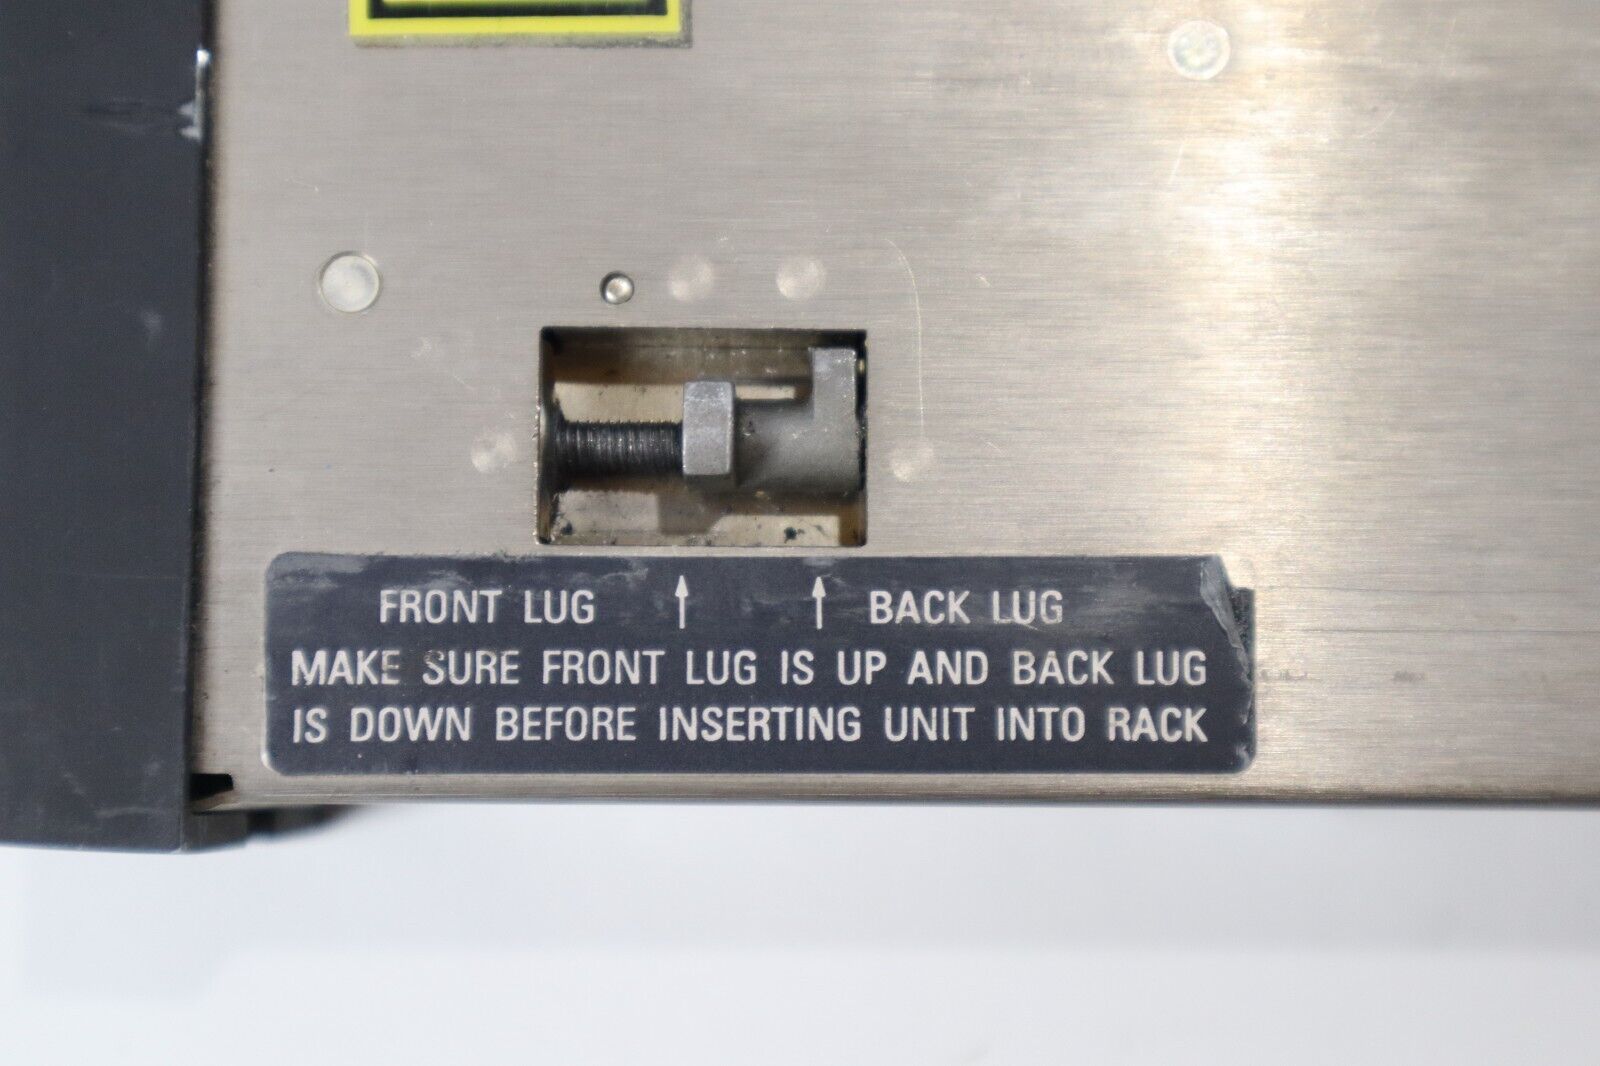 FRONT LUG ↑ ↑ BACK LUG
MAKE SURE FRONT LUG IS UP AND BACK LUG
IS DOWN BEFORE INSERTING UNIT INTO RACK